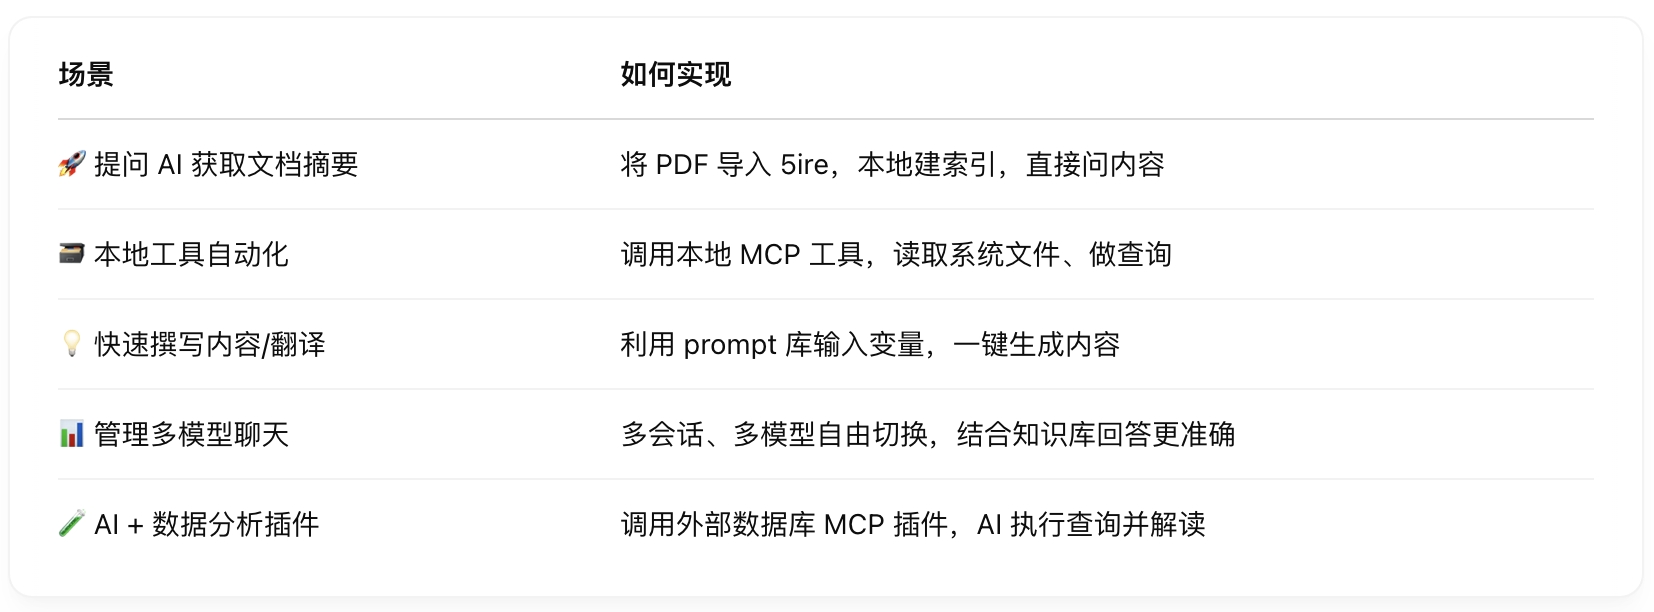 场景 如何实现
🚀 提问 AI 获取文档摘要 将 PDF 导入 5ire，本地建索引，直接问内容
🗃 本地工具自动化 调用本地 MCP 工具，读取系统文件、做查询
💡 快速撰写内容/翻译 利用 prompt 库输入变量，一键生成内容
📊 管理多模型聊天 多会话、多模型自由切换，结合知识库回答更准确
🧪 AI + 数据分析插件 调用外部数据库 MCP 插件，AI 执行查询并解读